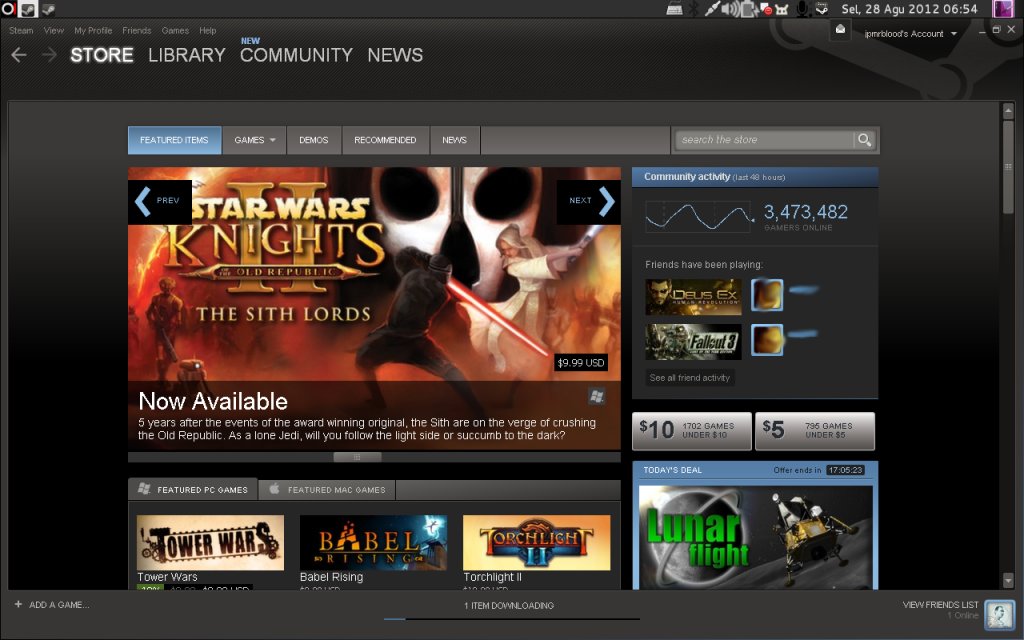 Sel, 28 Agu 2012 06:54
Steam View My Profile Friends Games Help
ipmrblood's Account
NEW
STORE LIBRARY COMMUNITY NEWS
FEATURED ITEMS GAMES DEMOS RECOMMENDED NEWS
search the store
PREV
NEXT
STAR WARS
KNIGHTS
II
OF THE OLD REPUBLIC
THE SITH LORDS
$9.99 USD
Now Available
5 years after the events of the award winning original, the Sith are on the verge of crushing
the Old Republic. As a lone Jedi, will you follow the light side or succumb to the dark?
Community activity (last 48 hours)
3,473,482
GAMERS ONLINE
Friends have been playing:
DEUS EX
HUMAN REVOLUTION
Fallout 3
See all friend activity
$10 1702 GAMES
UNDER $10
$5 795 GAMES
UNDER $5
TODAY'S DEAL Offer ends in 17:05:23
Lunar
flight
FEATURED PC GAMES FEATURED MAC GAMES
TOWER WARS
BABEL
RISING
TORCHLIGHT
II
Tower Wars Babel Rising Torchlight II
+ ADD A GAME...
1 ITEM DOWNLOADING
VIEW FRIENDS LIST
1 Online